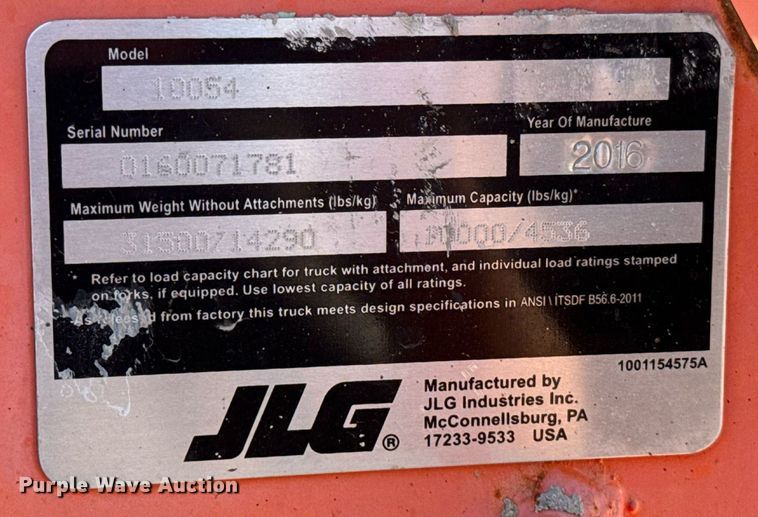 Model
10054
Serial Number
Year Of Manufacture
0160071781
2016
Maximum Weight Without Attachments (lbs/kg)
Maximum Capacity (lbs/kg)*
31500/14290
10000/4536
Refer to load capacity chart for truck with attachment, and individual load ratings stamped
on forks, if equipped. Use lowest capacity of all ratings.
As released from factory this truck meets design specifications in ANSI \ ITSDF B56.6-2011
1001154575A
JLG®
Manufactured by
JLG Industries Inc.
McConnellsburg, PA
17233-9533 USA
Purple Wave Auction